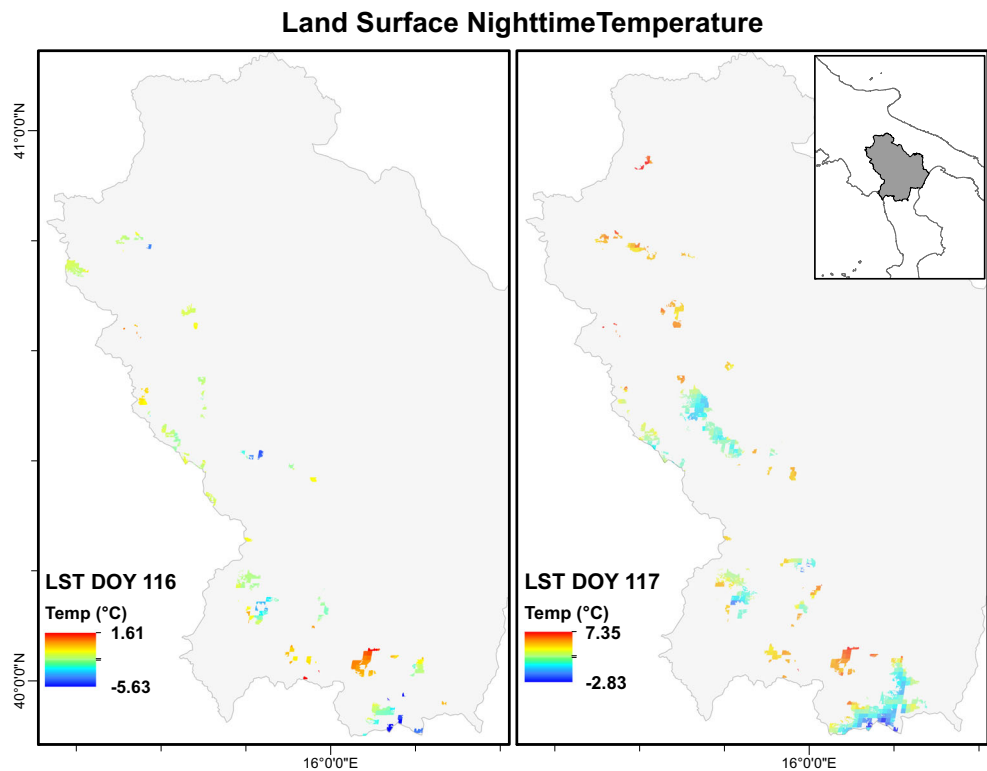 Land Surface NighttimeTemperature
41°0'0"N
40°0'0"N
LST DOY 116
Temp (°C)
1.61
-5.63
16°0'0"E
LST DOY 117
Temp (°C)
7.35
-2.83
16°0'0"E